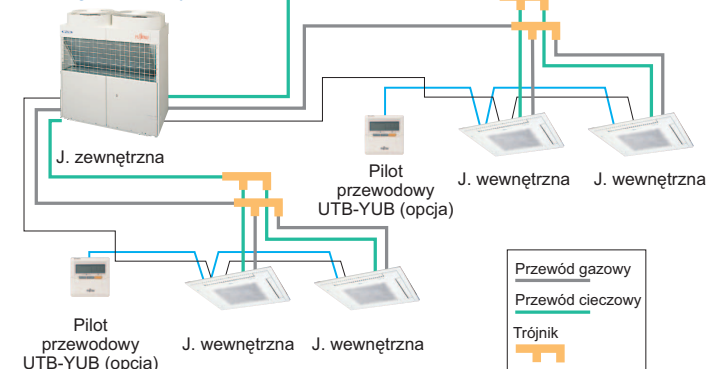 J. zewnętrzna
Pilot
przewodowy
UTB-YUB (opcja)
J. wewnętrzna
J. wewnętrzna
Pilot
przewodowy
UTB-YUB (opcja)
J. wewnętrzna
J. wewnętrzna
Przewód gazowy
Przewód cieczowy
Trójnik